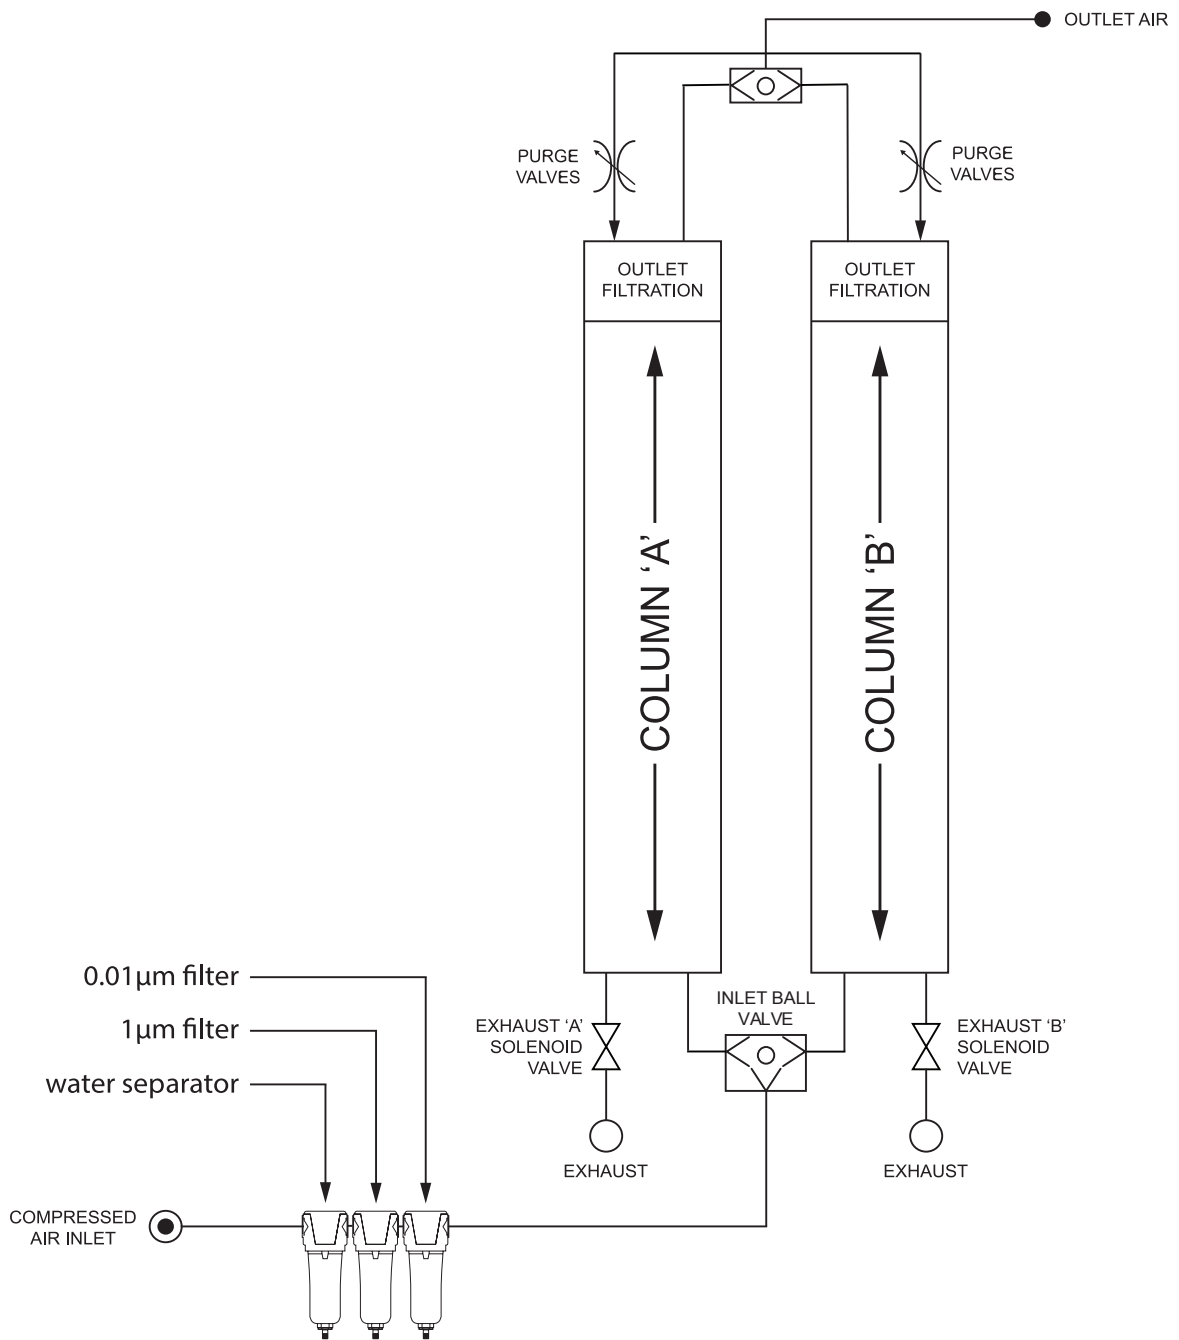 OUTLET AIR
PURGE
VALVES
PURGE
VALVES
OUTLET
FILTRATION
OUTLET
FILTRATION
COLUMN ‘A’
COLUMN ‘B’
0.01µm filter
1µm filter
water separator
EXHAUST ‘A’
SOLENOID
VALVE
INLET BALL
VALVE
EXHAUST ‘B’
SOLENOID
VALVE
EXHAUST
EXHAUST
COMPRESSED
AIR INLET